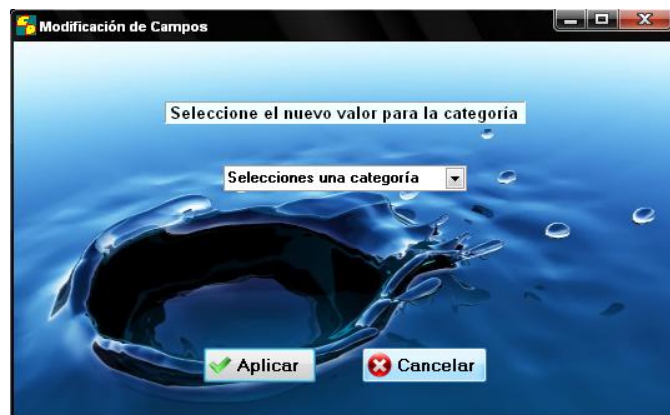 Modificación de Campos
Seleccione el nuevo valor para la categoría
Selecciones una categoría
Aplicar
Cancelar